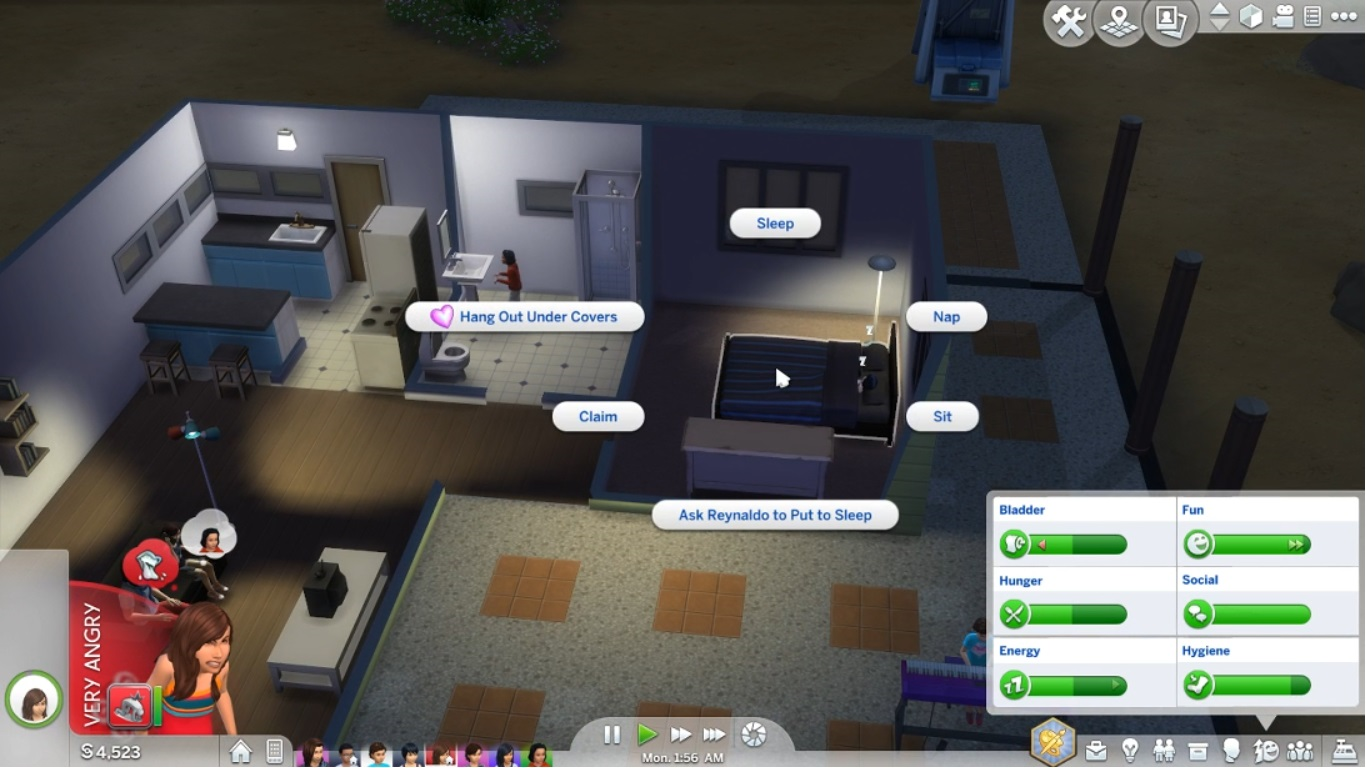 Sleep
Hang Out Under Covers
Nap
Claim
Sit
Ask Reynaldo to Put to Sleep
Bladder
Fun
Hunger
Social
Energy
Hygiene
VERY ANGRY
§4,523
Mon. 1:56 AM